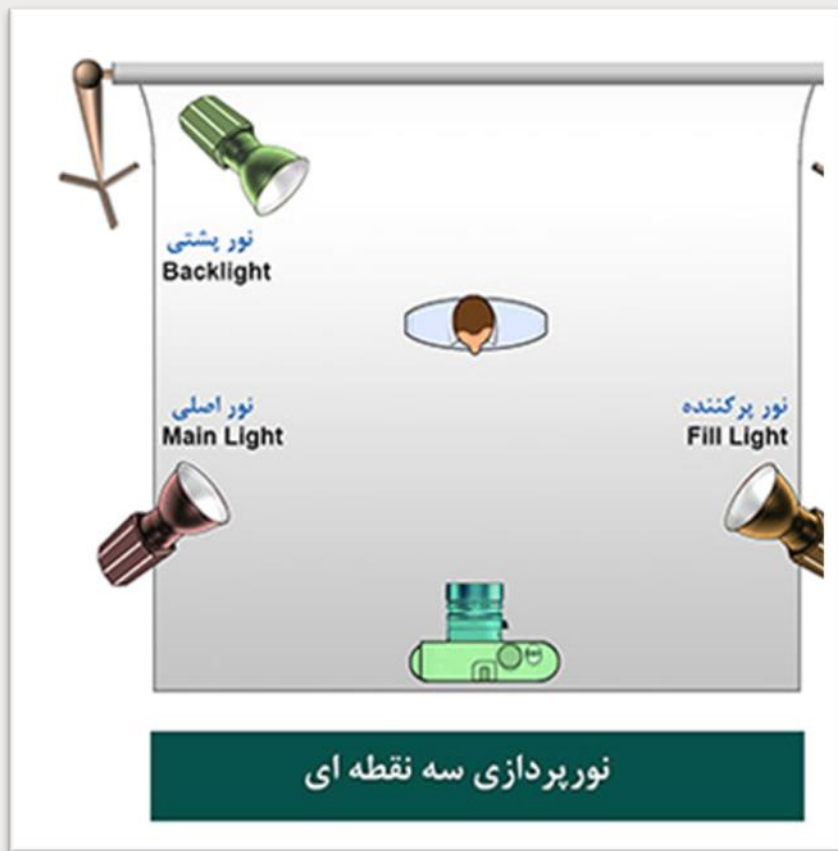 نور پشتی
Backlight
نور اصلی
Main Light
نور پرکننده
Fill Light
نورپردازی سه نقطه ای